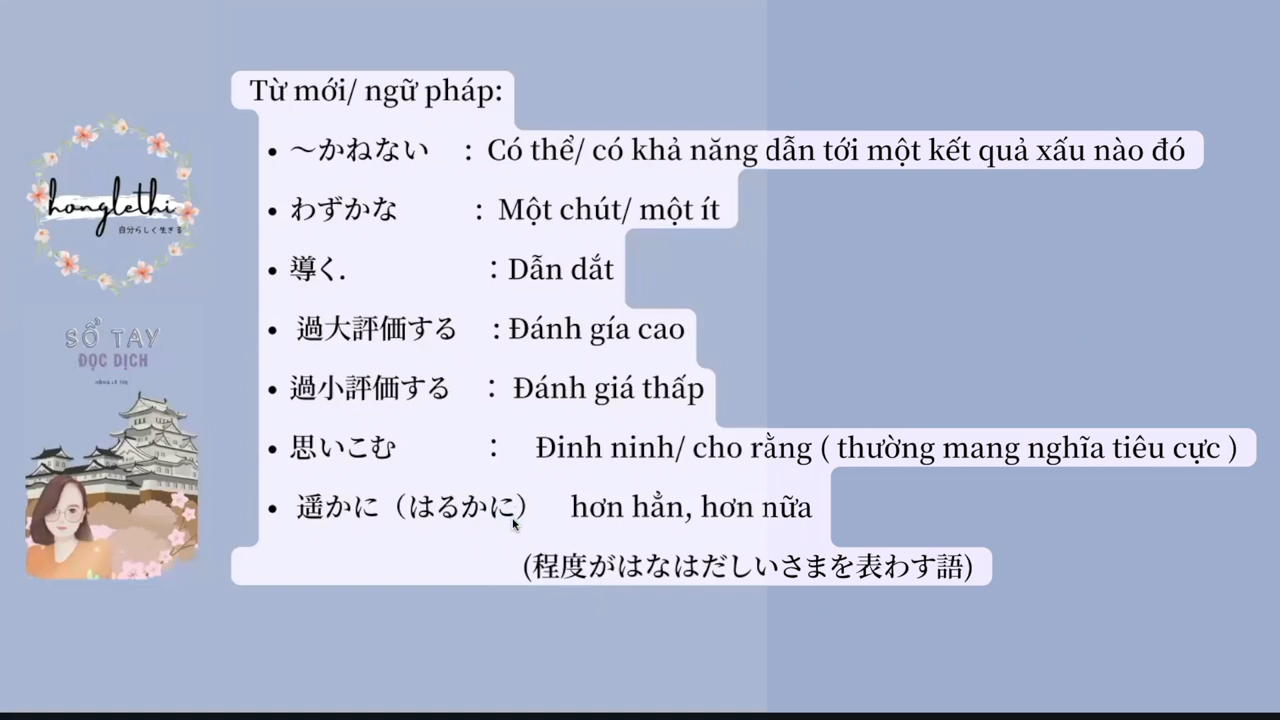 Từ mới/ ngữ pháp:
• ～かねない : Có thể/ có khả năng dẫn tới một kết quả xấu nào đó
• わずかな : Một chút/ một ít
• 導く. : Dẫn dắt
• 過大評価する : Đánh gía cao
• 過小評価する : Đánh giá thấp
• 思いこむ : Đinh ninh/ cho rằng ( thường mang nghĩa tiêu cực )
• 遥かに（はるかに） hơn hẳn, hơn nữa
(程度がはなはだしいさまを表わす語)
honglethi
自分らしく生きる
SỔ TAY
ĐỌC DỊCH
HỒNG LÊ THỊ